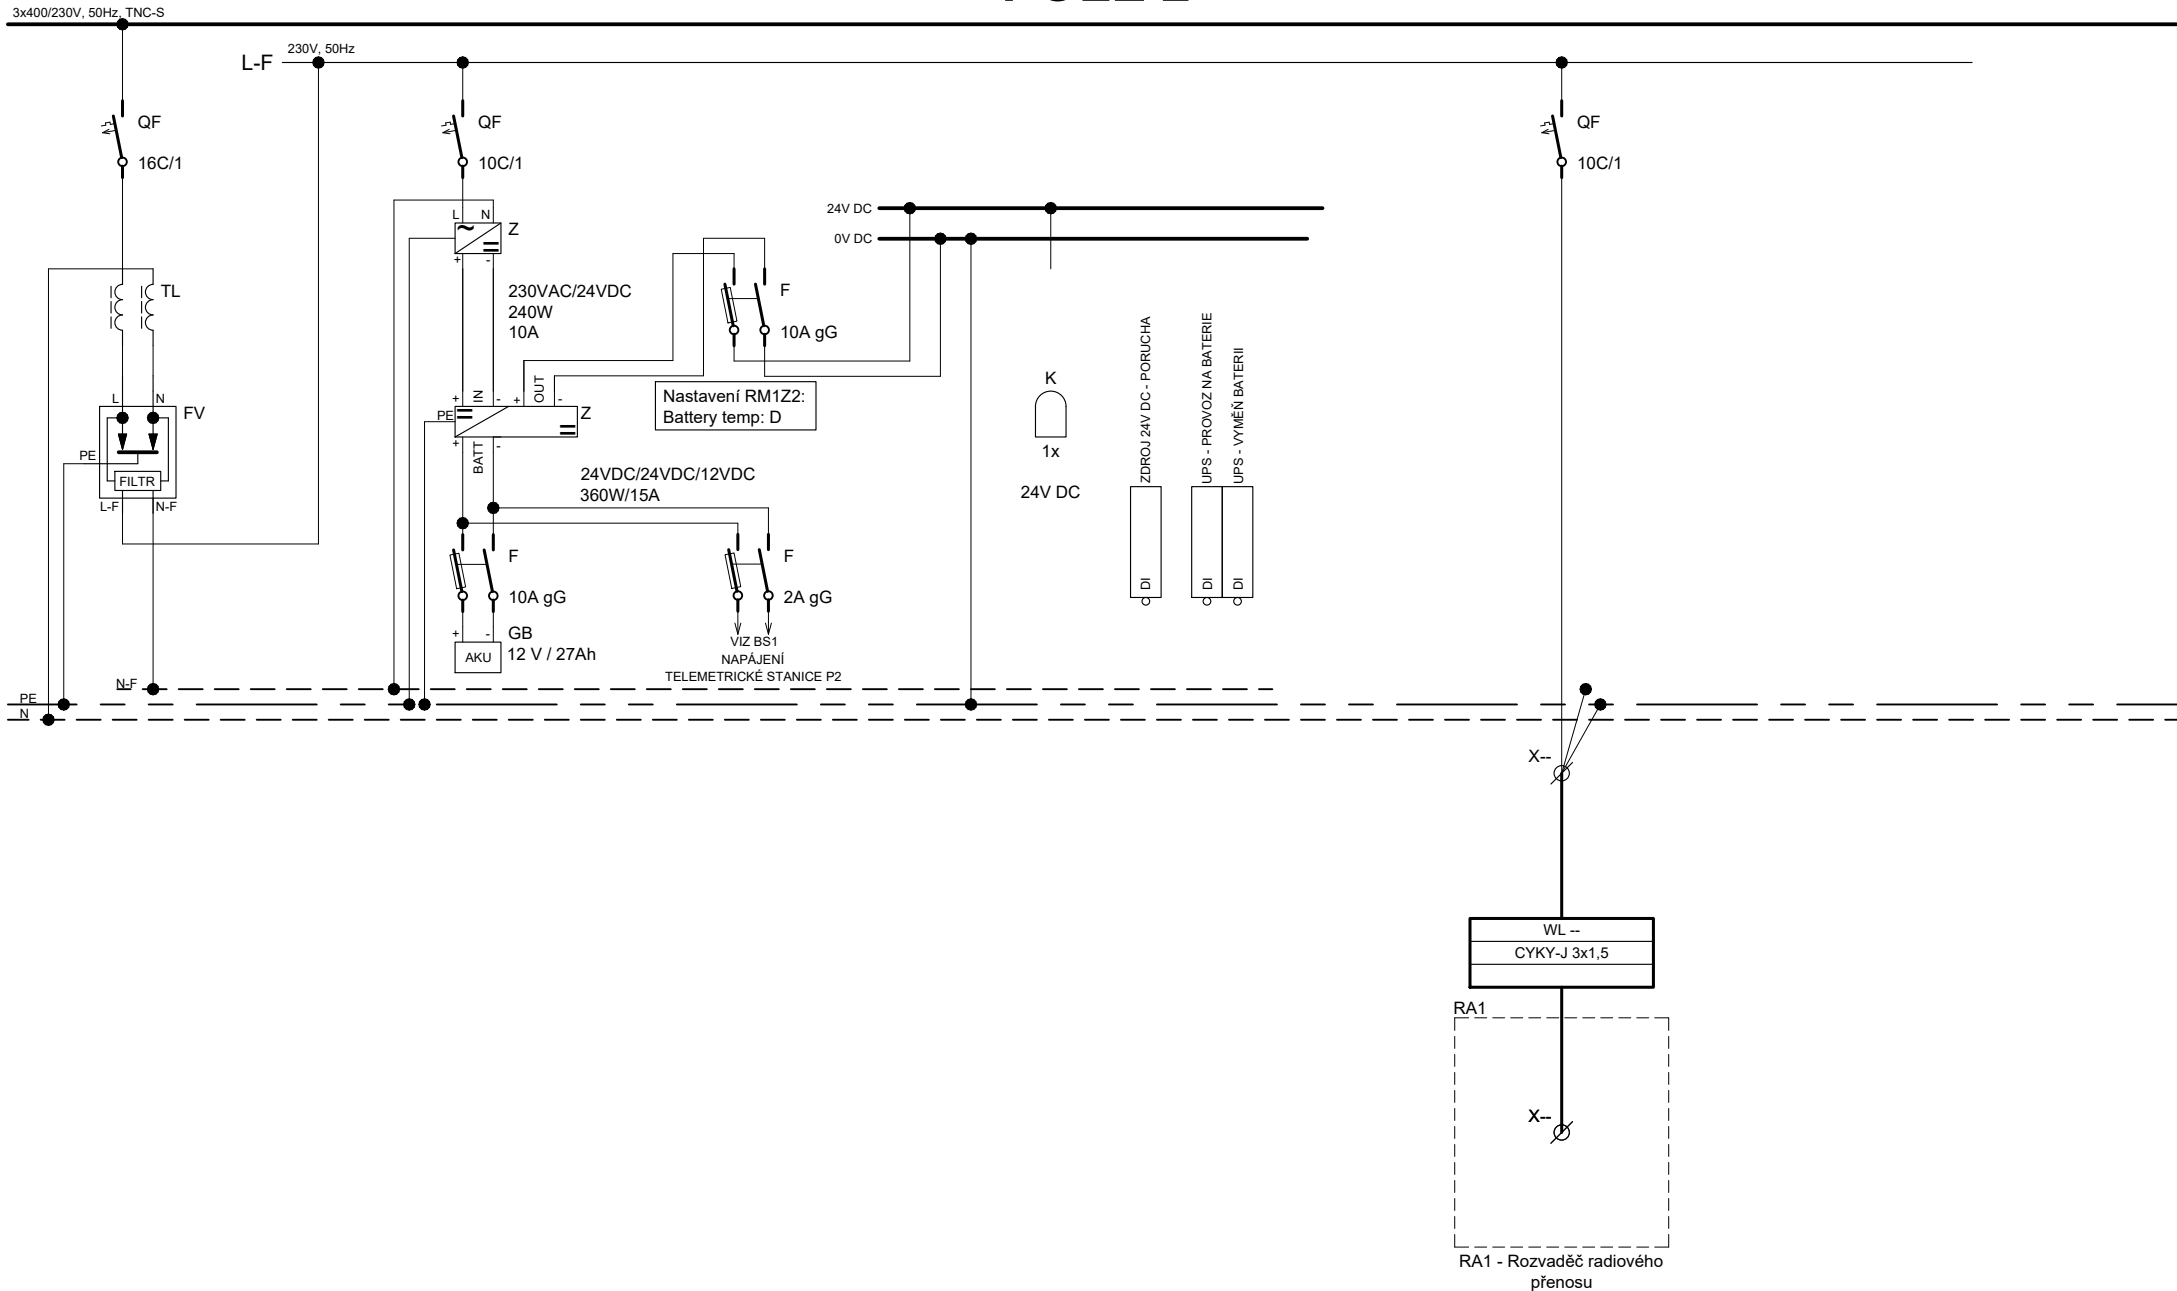 3x400/230V, 50Hz, TNC-S
L-F
230V, 50Hz
QF
16C/1
QF
10C/1
QF
10C/1
L
N
Z
+
-
24V DC
0V DC
TL
230VAC/24VDC
240W
10A
F
10A gG
Nastavení RM1Z2:
Battery temp: D
+
IN
-
+
OUT
-
PE
Z
+
BATT
-
L
N
FV
PE
FILTR
L-F
N-F
K
1x
24V DC
ZDROJ 24V DC - PORUCHA
UPS - PROVOZ NA BATERIE
UPS - VYMĚŇ BATERII
DI
DI
DI
24VDC/24VDC/12VDC
360W/15A
F
10A gG
F
2A gG
+
-
GB
12 V / 27Ah
AKU
VIZ BS1
NAPÁJENÍ
TELEMETRICKÉ STANICE P2
N-F
PE
N
X--
WL --
CYKY-J 3x1,5
RA1
X--
RA1 - Rozvaděč radiového
přenosu